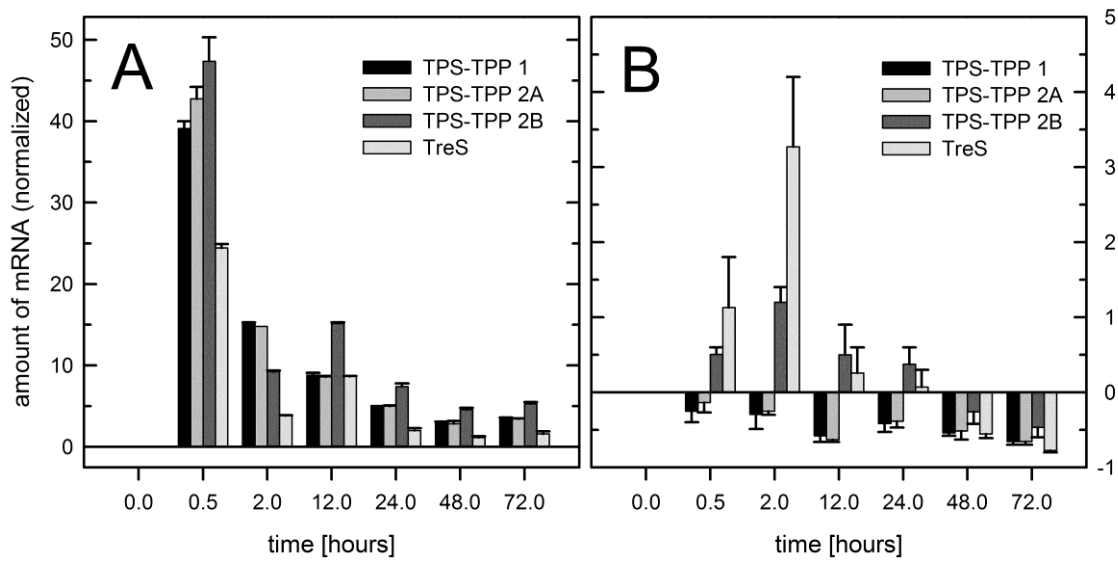 A
TPS-TPP 1
TPS-TPP 2A
TPS-TPP 2B
TreS
amount of mRNA (normalized)
50
40
30
20
10
0
0.0 0.5 2.0 12.0 24.0 48.0 72.0
time [hours]
B
TPS-TPP 1
TPS-TPP 2A
TPS-TPP 2B
TreS
5
4
3
2
1
0
-1
0.0 0.5 2.0 12.0 24.0 48.0 72.0
time [hours]